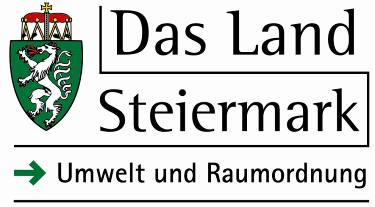 Das Land
Steiermark
→ Umwelt und Raumordnung